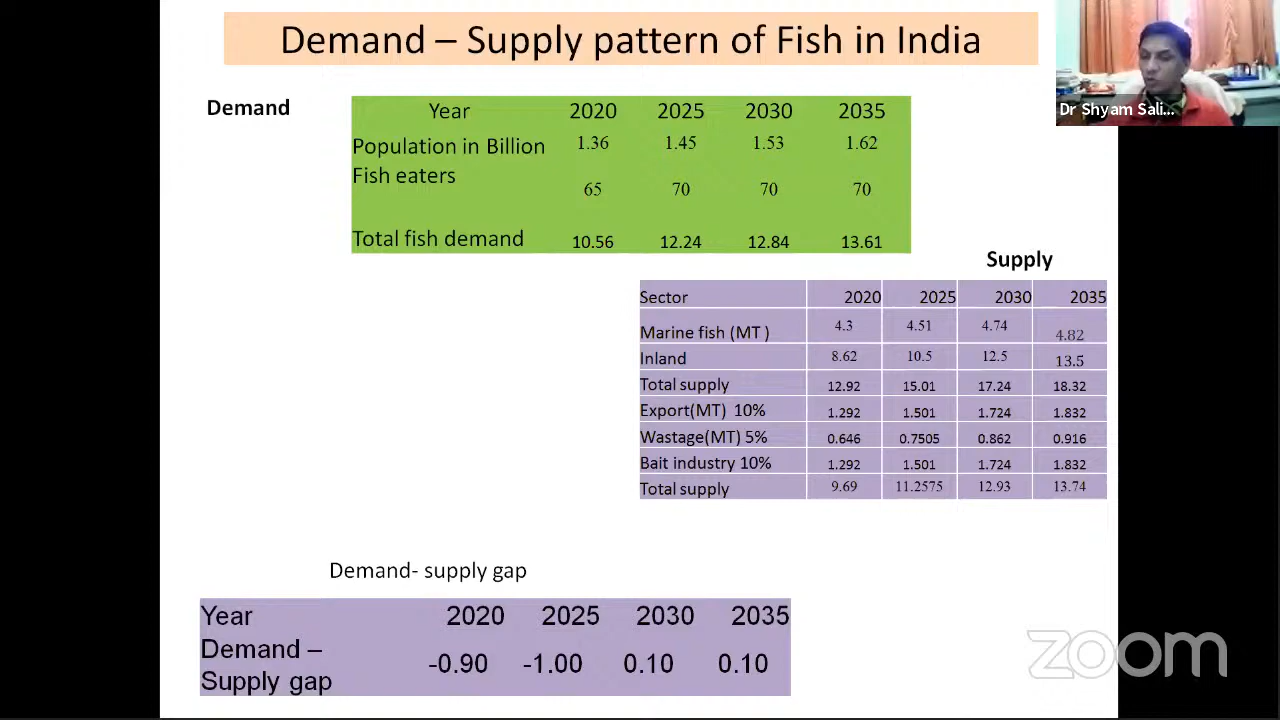 Demand – Supply pattern of Fish in India
Dr Shyam Sali...
Demand
Year 2020 2025 2030 2035
Population in Billion 1.36 1.45 1.53 1.62
Fish eaters 65 70 70 70
Total fish demand 10.56 12.24 12.84 13.61
Supply
Sector 2020 2025 2030 2035
Marine fish (MT ) 4.3 4.51 4.74 4.82
Inland 8.62 10.5 12.5 13.5
Total supply 12.92 15.01 17.24 18.32
Export(MT) 10% 1.292 1.501 1.724 1.832
Wastage(MT) 5% 0.646 0.7505 0.862 0.916
Bait industry 10% 1.292 1.501 1.724 1.832
Total supply 9.69 11.2575 12.93 13.74
Demand- supply gap
Year 2020 2025 2030 2035
Demand –
Supply gap -0.90 -1.00 0.10 0.10
zoom